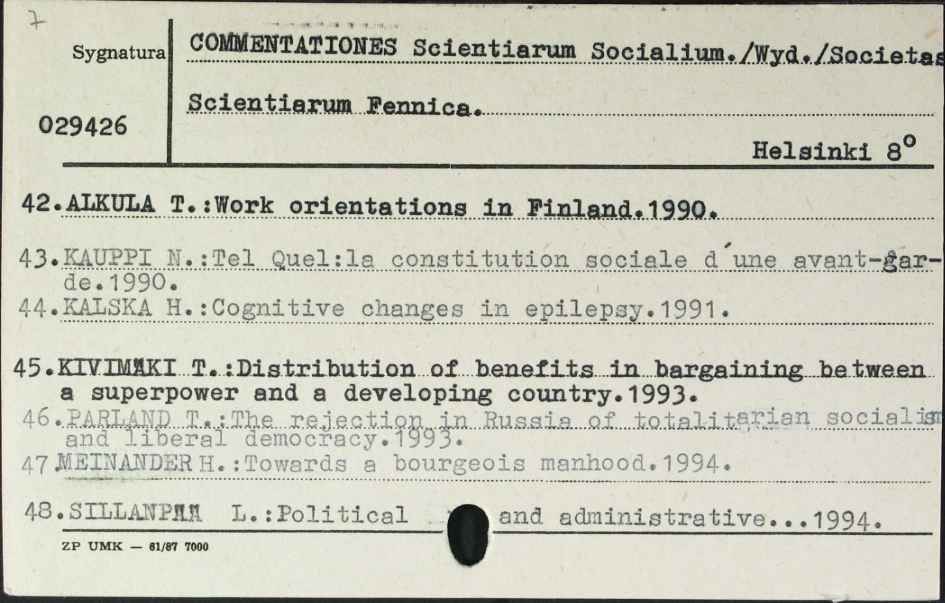 7
Sygnatura
COMMENTATIONES Scientiarum Socialium./Wyd./Societas
Scientiarum Fennica.
029426
Helsinki 8°
42.ALKULA T.:Work orientations in Finland.1990.
43.KAUPPI N.:Tel Quel:la constitution sociale d´une avant-gar-
de.1990.
44.KALSKA H.:Cognitive changes in epilepsy.1991.
45.KIVIMÄKI T.:Distribution of benefits in bargaining between
a superpower and a developing country.1993.
46.PARLAND T.:The rejection in Russia of totalitarian socialism
and liberal democracy.1993.
47.MEINANDER H.:Towards a bourgeois manhood.1994.
48.SILLANPÄÄ L.:Political and administrative...1994.
ZP UMK — 61/87 7000